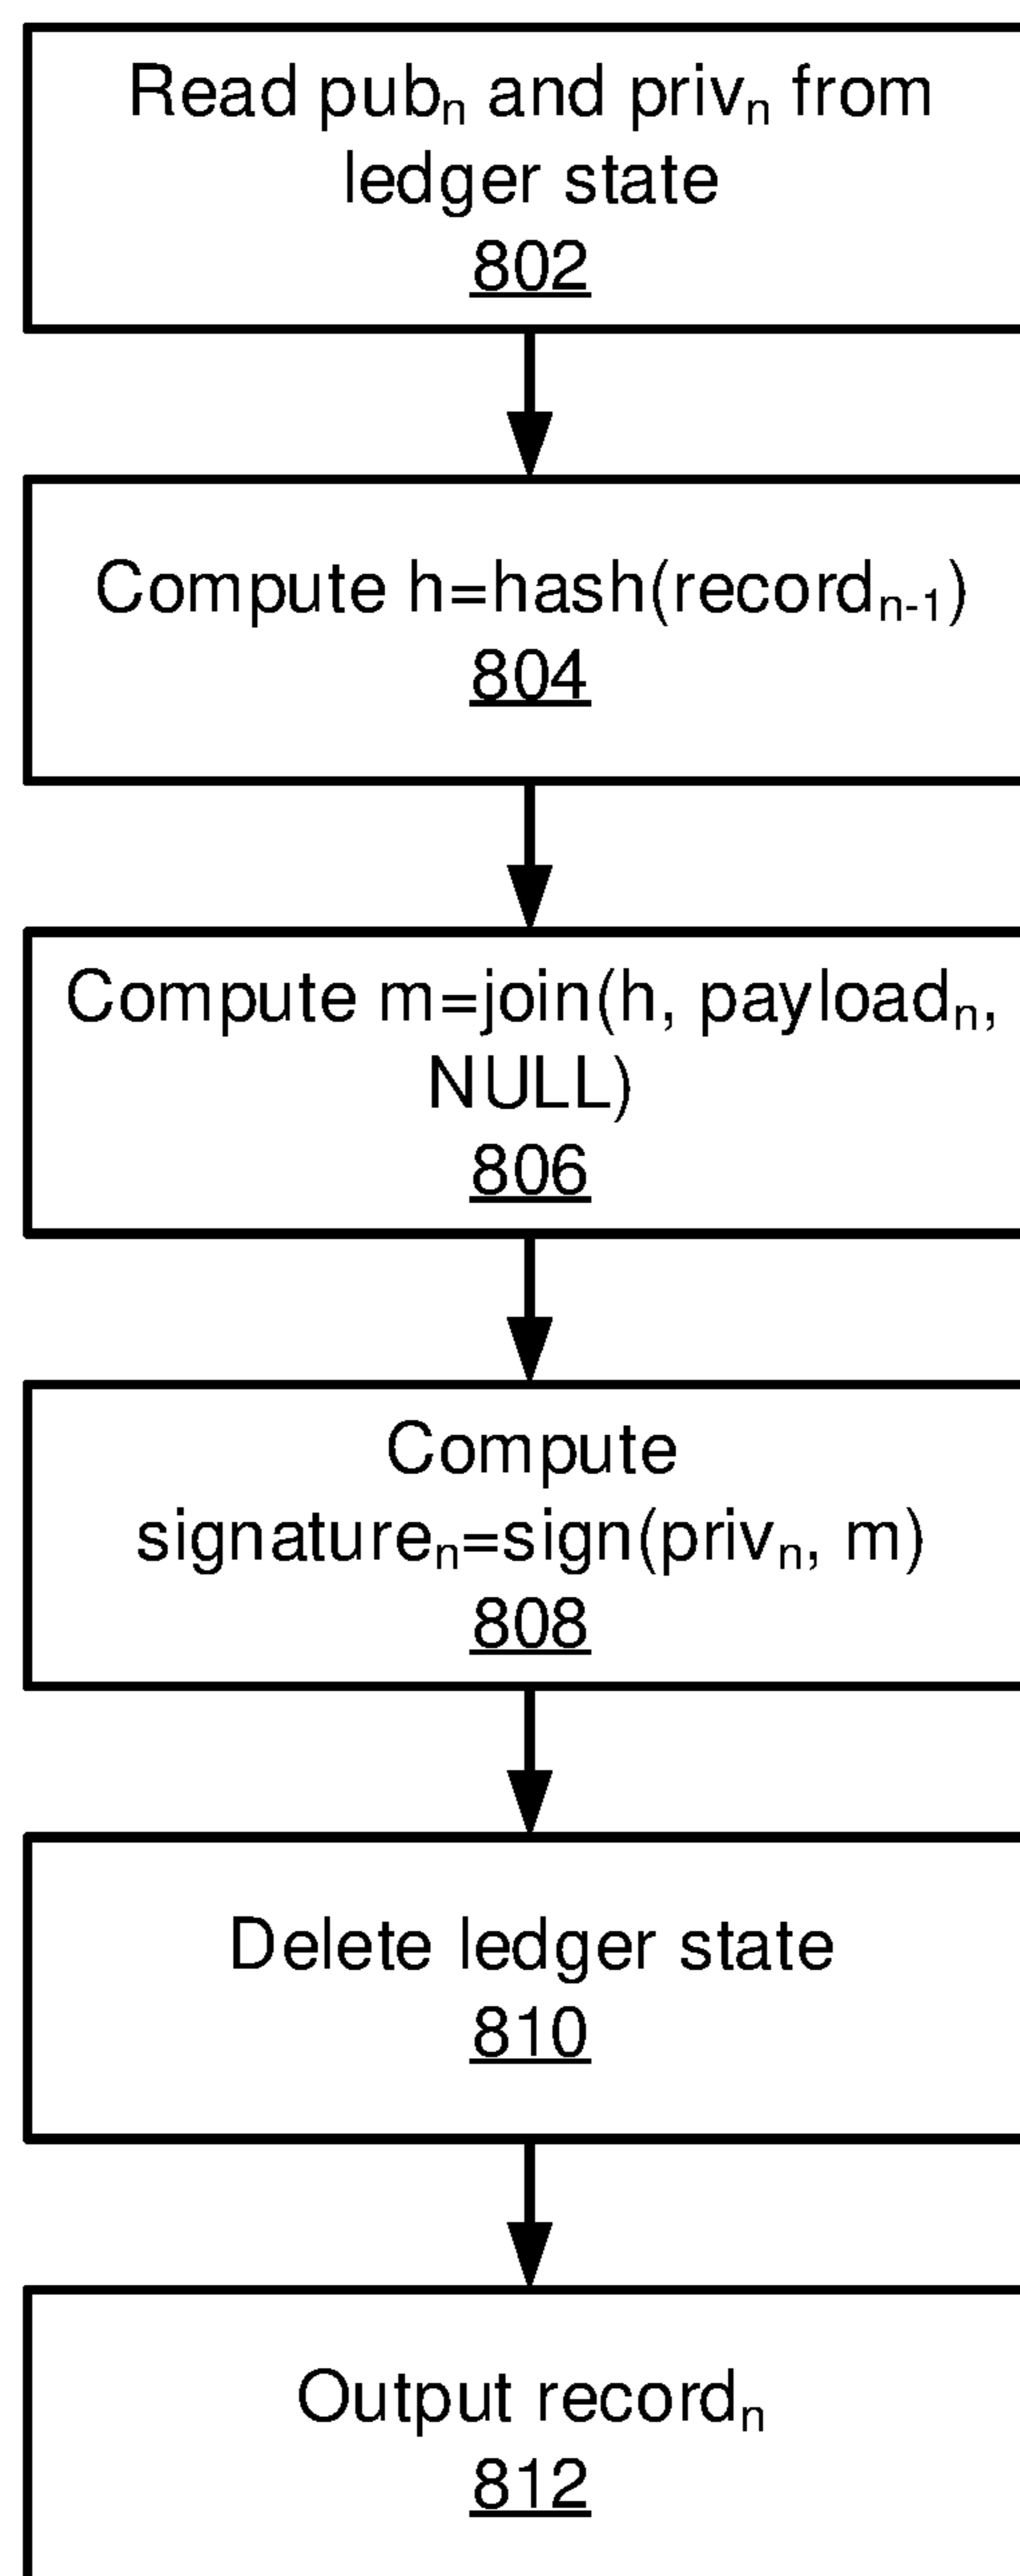 Read pubₙ and privₙ from
ledger state
802
Compute h=hash(recordₙ₋₁)
804
Compute m=join(h, payloadₙ,
NULL)
806
Compute
signatureₙ=sign(privₙ, m)
808
Delete ledger state
810
Output recordₙ
812